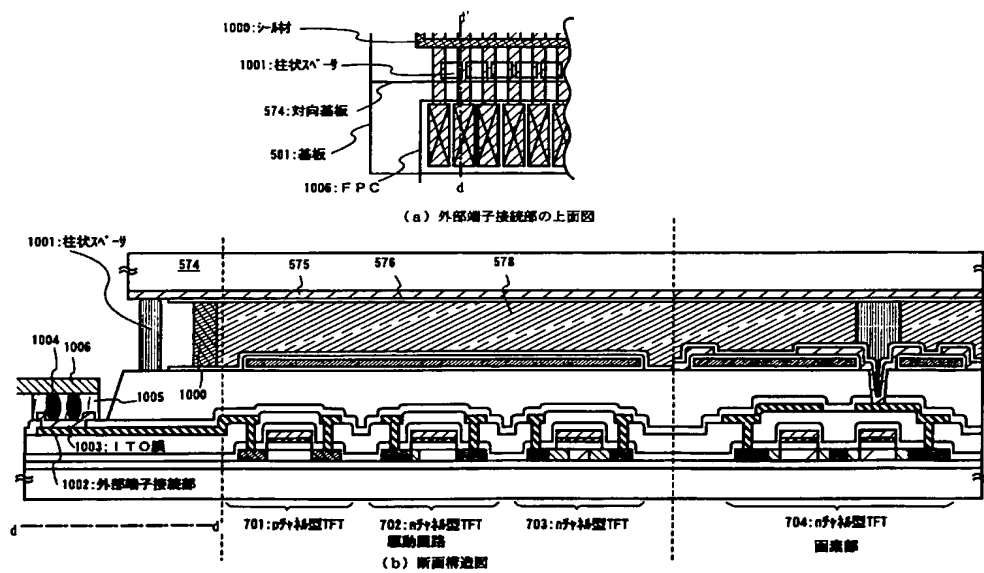 1000:シール材
d'
1001:柱状スペーサ
574:対向基板
501:基板
1006:FPC
d
(a) 外部端子接続部の上面図
1001:柱状スペーサ
574
575
576
578
1004
1006
1005
1000
1003:ITO膜
1002:外部端子接続部
d
d'
701:pチャネル型TFT
702:nチャネル型TFT
703:nチャネル型TFT
704:nチャネル型TFT
駆動回路
画素部
(b) 断面構造図